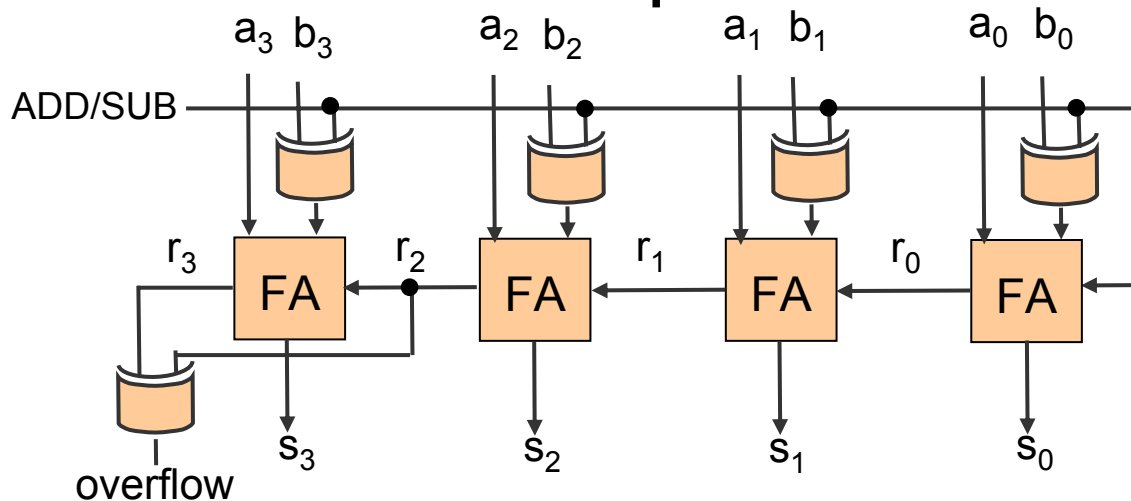 a₃ b₃ a₂ b₂ a₁ b₁ a₀ b₀
ADD/SUB
r₃ r₂ r₁ r₀
FA FA FA FA
s₃ s₂ s₁ s₀
overflow